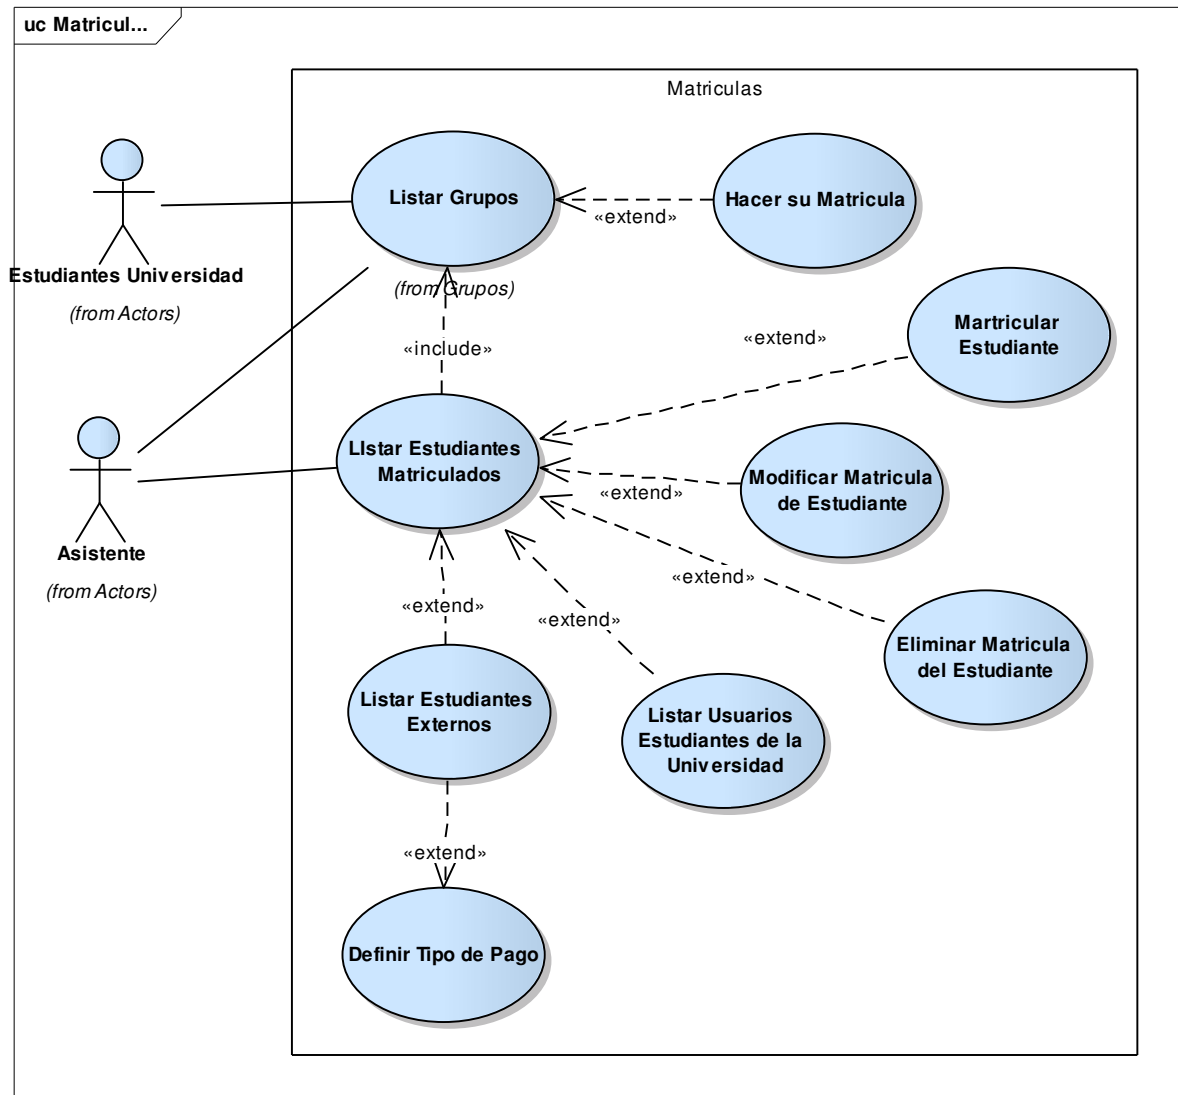 uc Matricul...
Matriculas
Listar Grupos
(from Grupos)
Hacer su Matricula
«extend»
Estudiantes Universidad
(from Actors)
«include»
«extend»
Martricular
Estudiante
LIstar Estudiantes
Matriculados
Modificar Matricula
de Estudiante
«extend»
Asistente
(from Actors)
«extend»
«extend»
«extend»
Eliminar Matricula
del Estudiante
Listar Estudiantes
Externos
Listar Usuarios
Estudiantes de la
Universidad
«extend»
Definir Tipo de Pago